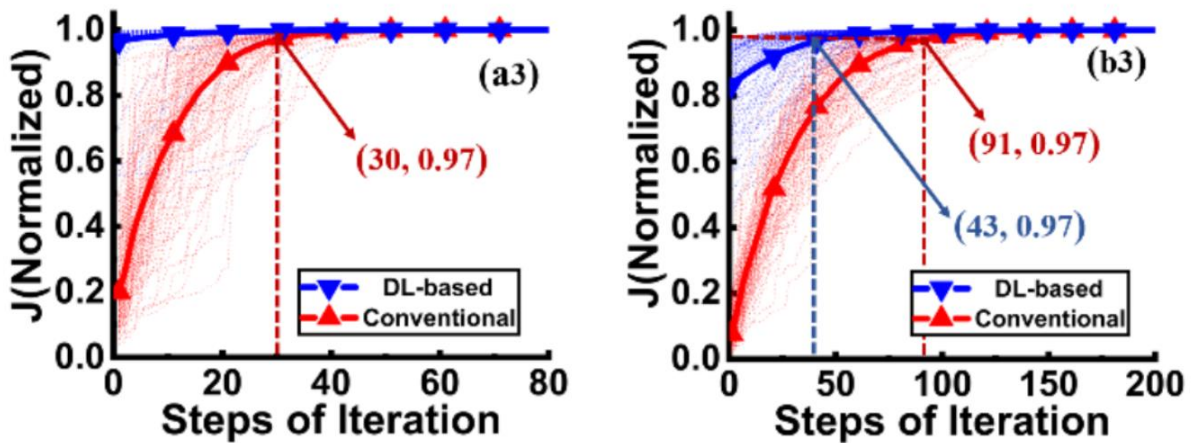 J(Normalized)
1.0
0.8
0.6
0.4
0.2
0.0
(a3)
(30, 0.97)
DL-based
Conventional
0
20
40
60
80
Steps of Iteration
J(Normalized)
1.0
0.8
0.6
0.4
0.2
0.0
(b3)
(91, 0.97)
(43, 0.97)
DL-based
Conventional
0
50
100
150
200
Steps of Iteration